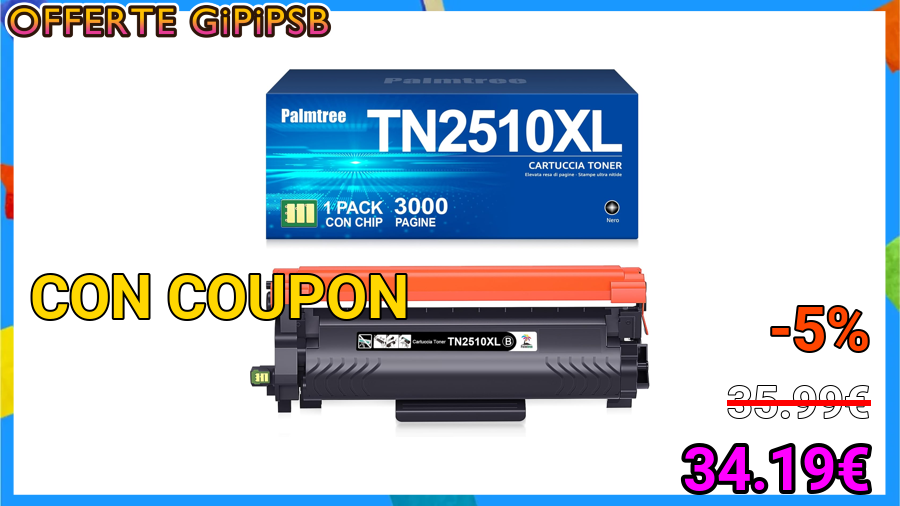 OFFERTE GiPiPSB
Palmtree
Palmtree
TN2510XL
CARTUCCIA TONER
Elevata resa di pagine - Stampe ultra nitide
1 PACK
CON CHIP
3000
PAGINE
Nero
CON COUPON
Cartuccia Toner TN2510XL B
-5%
35.99€
34.19€